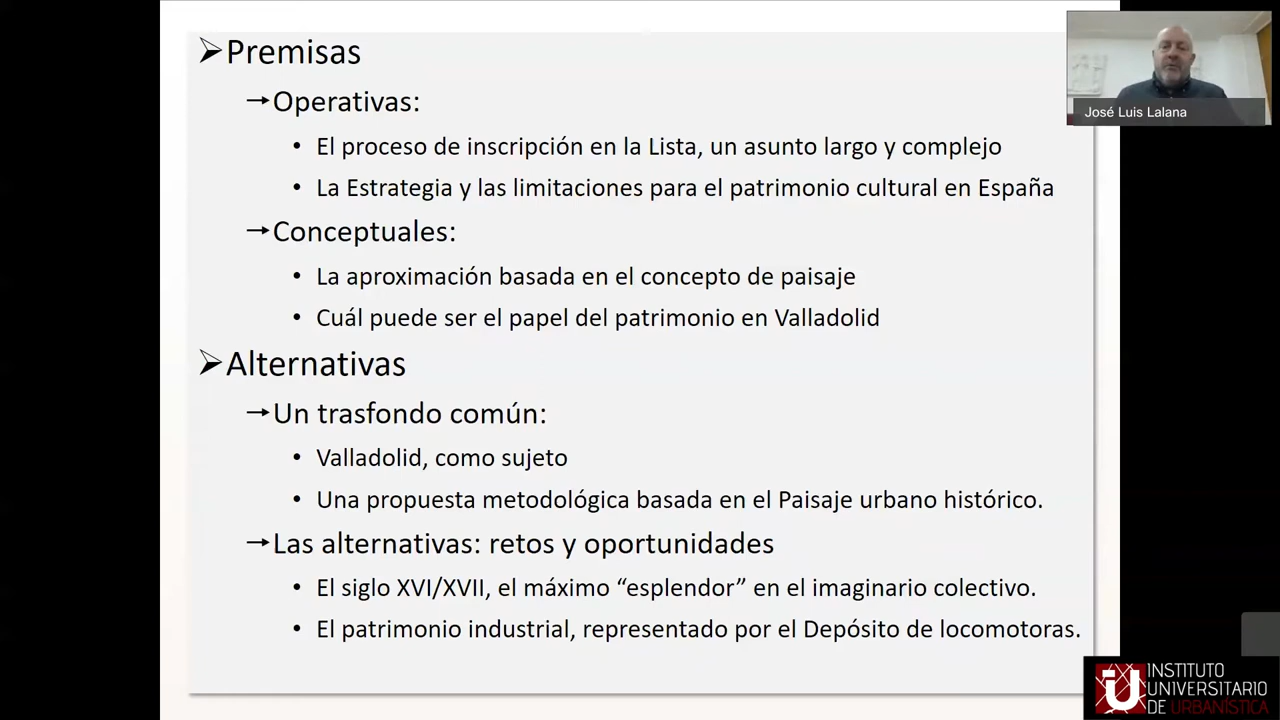 Premisas
Operativas:
El proceso de inscripción en la Lista, un asunto largo y complejo
La Estrategia y las limitaciones para el patrimonio cultural en España
Conceptuales:
La aproximación basada en el concepto de paisaje
Cuál puede ser el papel del patrimonio en Valladolid
Alternativas
Un trasfondo común:
Valladolid, como sujeto
Una propuesta metodológica basada en el Paisaje urbano histórico.
Las alternativas: retos y oportunidades
El siglo XVI/XVII, el máximo “esplendor” en el imaginario colectivo.
El patrimonio industrial, representado por el Depósito de locomotoras.
José Luis Lalana
INSTITUTO
UNIVERSITARIO
DE URBANÍSTICA